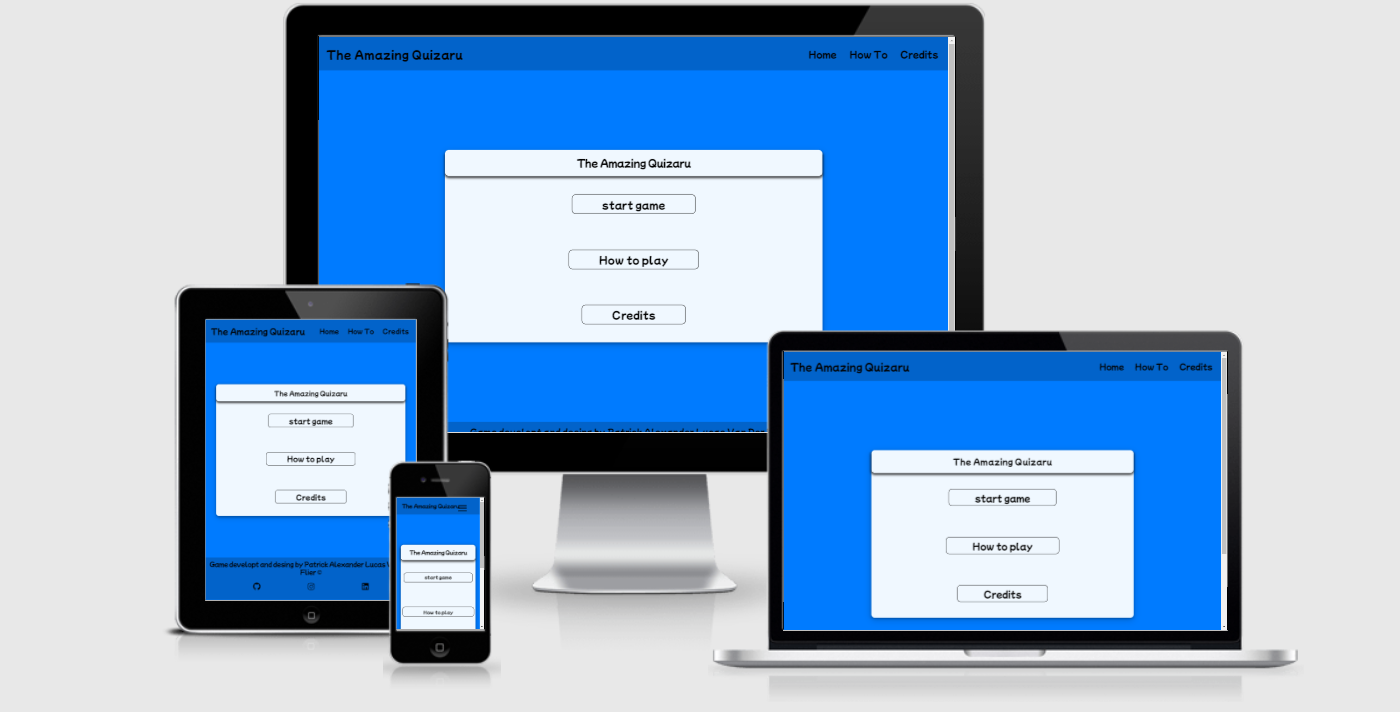 The Amazing Quizaru
Home How To Credits
The Amazing Quizaru
start game
How to play
Credits
Game developt and desing by Patrick Alexander Lucas Van Der
The Amazing Quizaru
Home How To Credits
The Amazing Quizaru
start game
How to play
Credits
Game developt and desing by Patrick Alexander Lucas
Flier
The Amazing Quizaru
The Amazing Quizaru
start game
How to play
The Amazing Quizaru
Home How To Credits
The Amazing Quizaru
start game
How to play
Credits